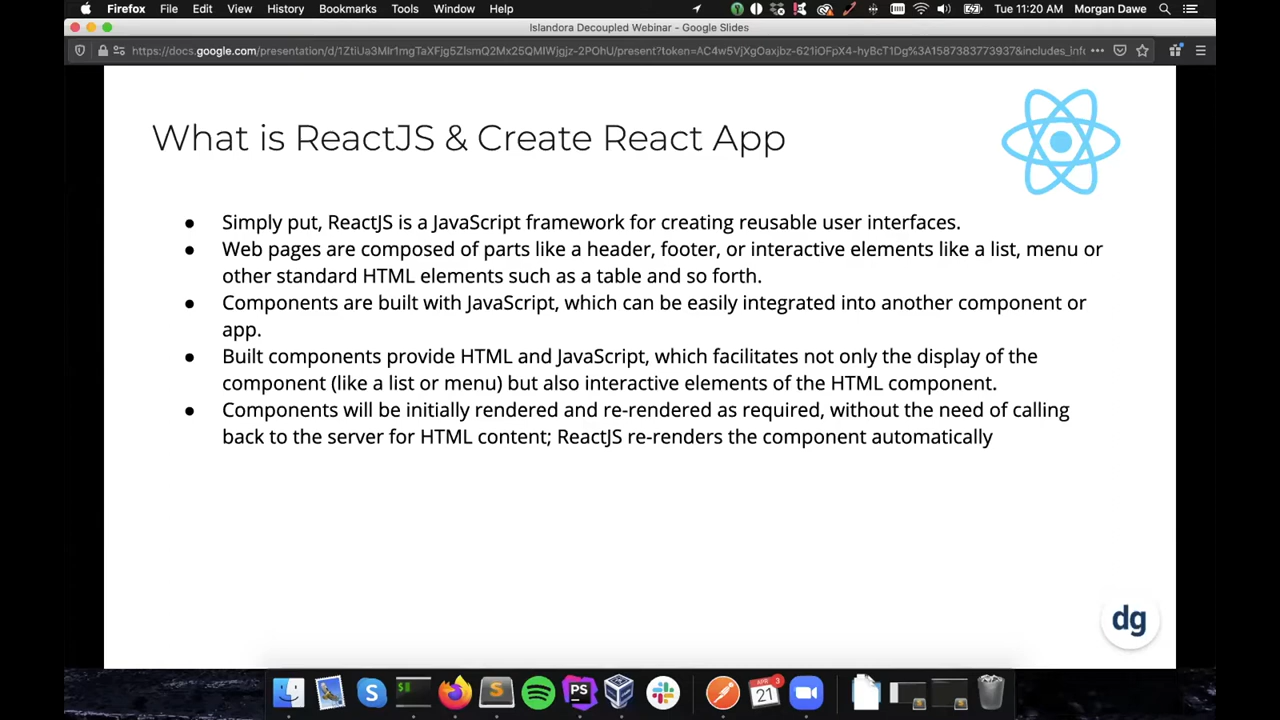 Firefox File Edit View History Bookmarks Tools Window Help Tue 11:20 AM Morgan Dawe
Islandora Decoupled Webinar - Google Slides
What is ReactJS & Create React App
● Simply put, ReactJS is a JavaScript framework for creating reusable user interfaces.
● Web pages are composed of parts like a header, footer, or interactive elements like a list, menu or
other standard HTML elements such as a table and so forth.
● Components are built with JavaScript, which can be easily integrated into another component or
app.
● Built components provide HTML and JavaScript, which facilitates not only the display of the
component (like a list or menu) but also interactive elements of the HTML component.
● Components will be initially rendered and re-rendered as required, without the need of calling
back to the server for HTML content; ReactJS re-renders the component automatically
dg
S $ S PS APR 3
21